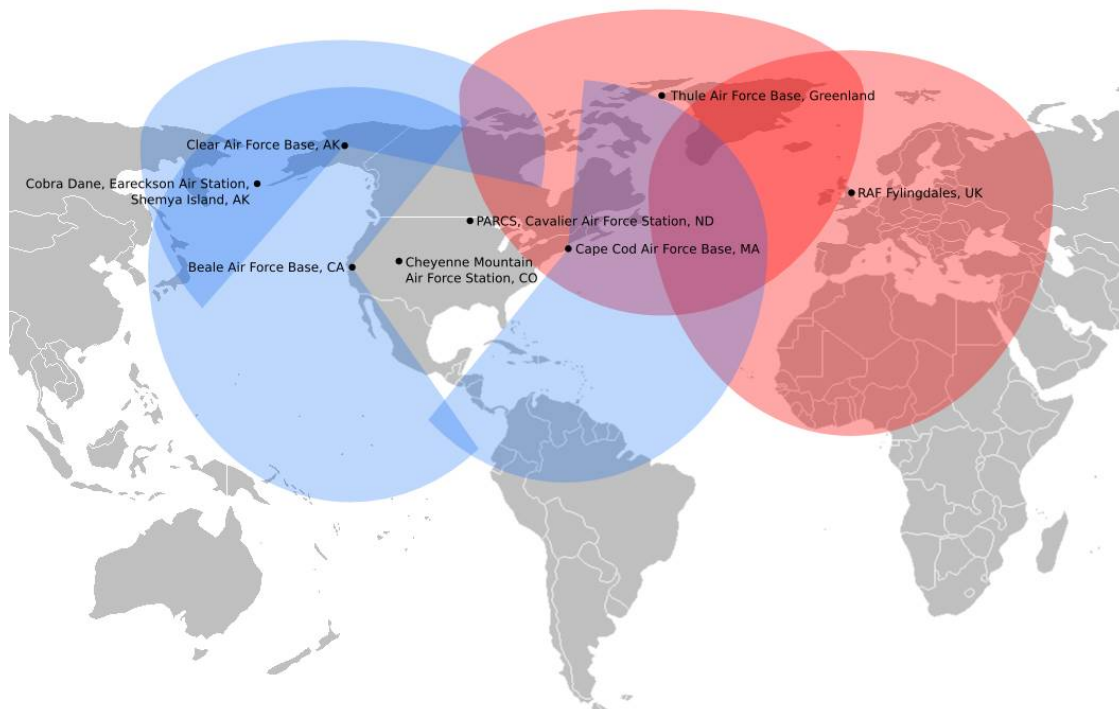 Thule Air Force Base, Greenland
Clear Air Force Base, AK
Cobra Dane, Eareckson Air Station,
Shemya Island, AK
RAF Fylingdales, UK
PARCS, Cavalier Air Force Station, ND
Cape Cod Air Force Base, MA
Beale Air Force Base, CA
Cheyenne Mountain
Air Force Station, CO